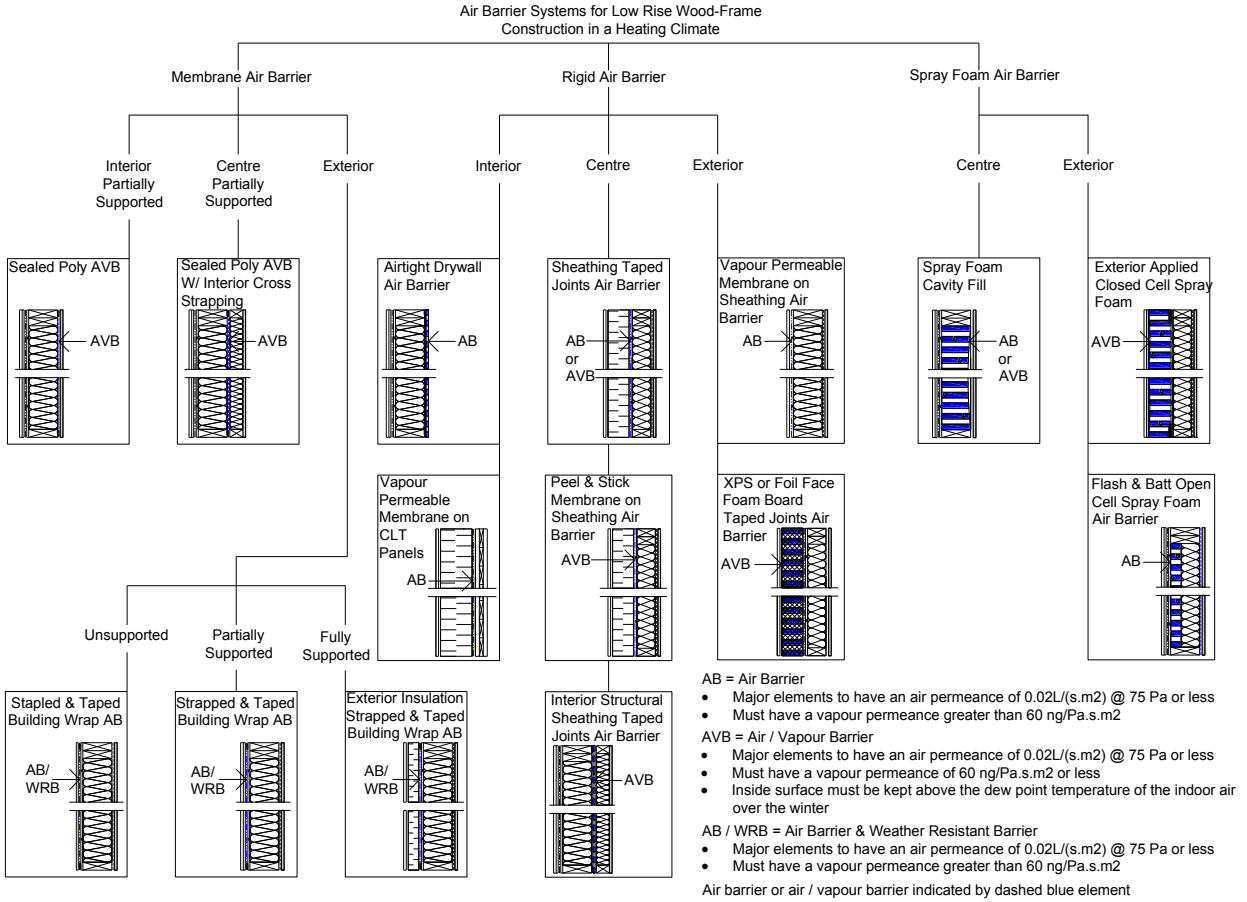 Air Barrier Systems for Low Rise Wood-Frame
Construction in a Heating Climate
Membrane Air Barrier
Rigid Air Barrier
Spray Foam Air Barrier
Interior
Partially
Supported
Centre
Partially
Supported
Exterior
Interior
Centre
Exterior
Centre
Exterior
Sealed Poly AVB
AVB
Sealed Poly AVB
W/ Interior Cross
Strapping
AVB
Airtight Drywall
Air Barrier
AB
Sheathing Taped
Joints Air Barrier
AB
or
AVB
Vapour Permeable
Membrane on
Sheathing Air
Barrier
AB
Spray Foam
Cavity Fill
AB
or
AVB
Exterior Applied
Closed Cell Spray
Foam
AVB
Vapour
Permeable
Membrane on
CLT
Panels
AB
Peel & Stick
Membrane on
Sheathing Air
Barrier
AVB
XPS or Foil Face
Foam Board
Taped Joints Air
Barrier
AVB
Flash & Batt Open
Cell Spray Foam
Air Barrier
AB
Unsupported
Partially
Supported
Fully
Supported
Stapled & Taped
Building Wrap AB
AB/
WRB
Strapped & Taped
Building Wrap AB
AB/
WRB
Exterior Insulation
Strapped & Taped
Building Wrap AB
AB/
WRB
Interior Structural
Sheathing Taped
Joints Air Barrier
AVB
AB = Air Barrier
• Major elements to have an air permeance of 0.02L/(s.m2) @ 75 Pa or less
• Must have a vapour permeance greater than 60 ng/Pa.s.m2
AVB = Air / Vapour Barrier
• Major elements to have an air permeance of 0.02L/(s.m2) @ 75 Pa or less
• Must have a vapour permeance of 60 ng/Pa.s.m2 or less
• Inside surface must be kept above the dew point temperature of the indoor air
over the winter
AB / WRB = Air Barrier & Weather Resistant Barrier
• Major elements to have an air permeance of 0.02L/(s.m2) @ 75 Pa or less
• Must have a vapour permeance greater than 60 ng/Pa.s.m2
Air barrier or air / vapour barrier indicated by dashed blue element